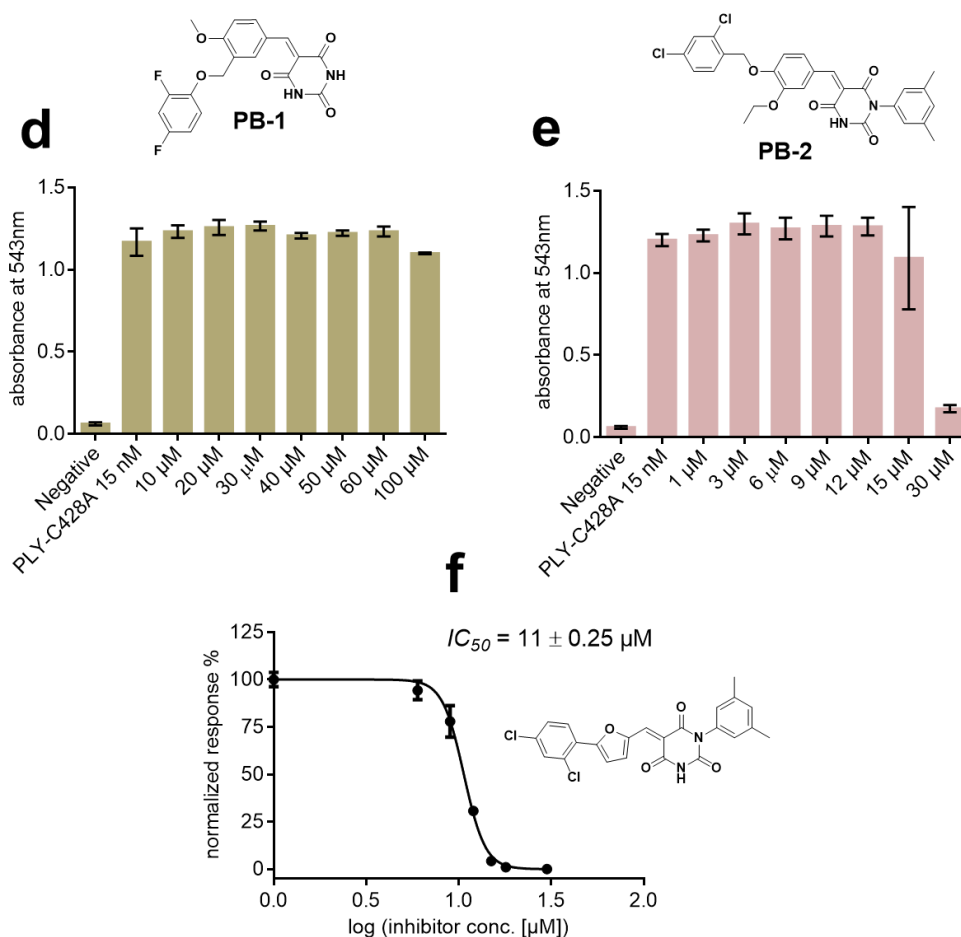 d
O
O
F
F
O
O
NH
NH
O
PB-1
absorbance at 543nm
1.5
1.0
0.5
0.0
Negative
PLY-C428A 15 nM
10 µM
20 µM
30 µM
40 µM
50 µM
60 µM
100 µM
e
Cl
Cl
O
O
O
O
N
NH
O
PB-2
absorbance at 543nm
1.5
1.0
0.5
0.0
Negative
PLY-C428A 15 nM
1 µM
3 µM
6 µM
9 µM
12 µM
15 µM
30 µM
f
IC50 = 11 ± 0.25 µM
normalized response %
125
100
75
50
25
0
0.0 0.5 1.0 1.5 2.0
log (inhibitor conc. [µM])
Cl
Cl
O
O
N
O
NH
O